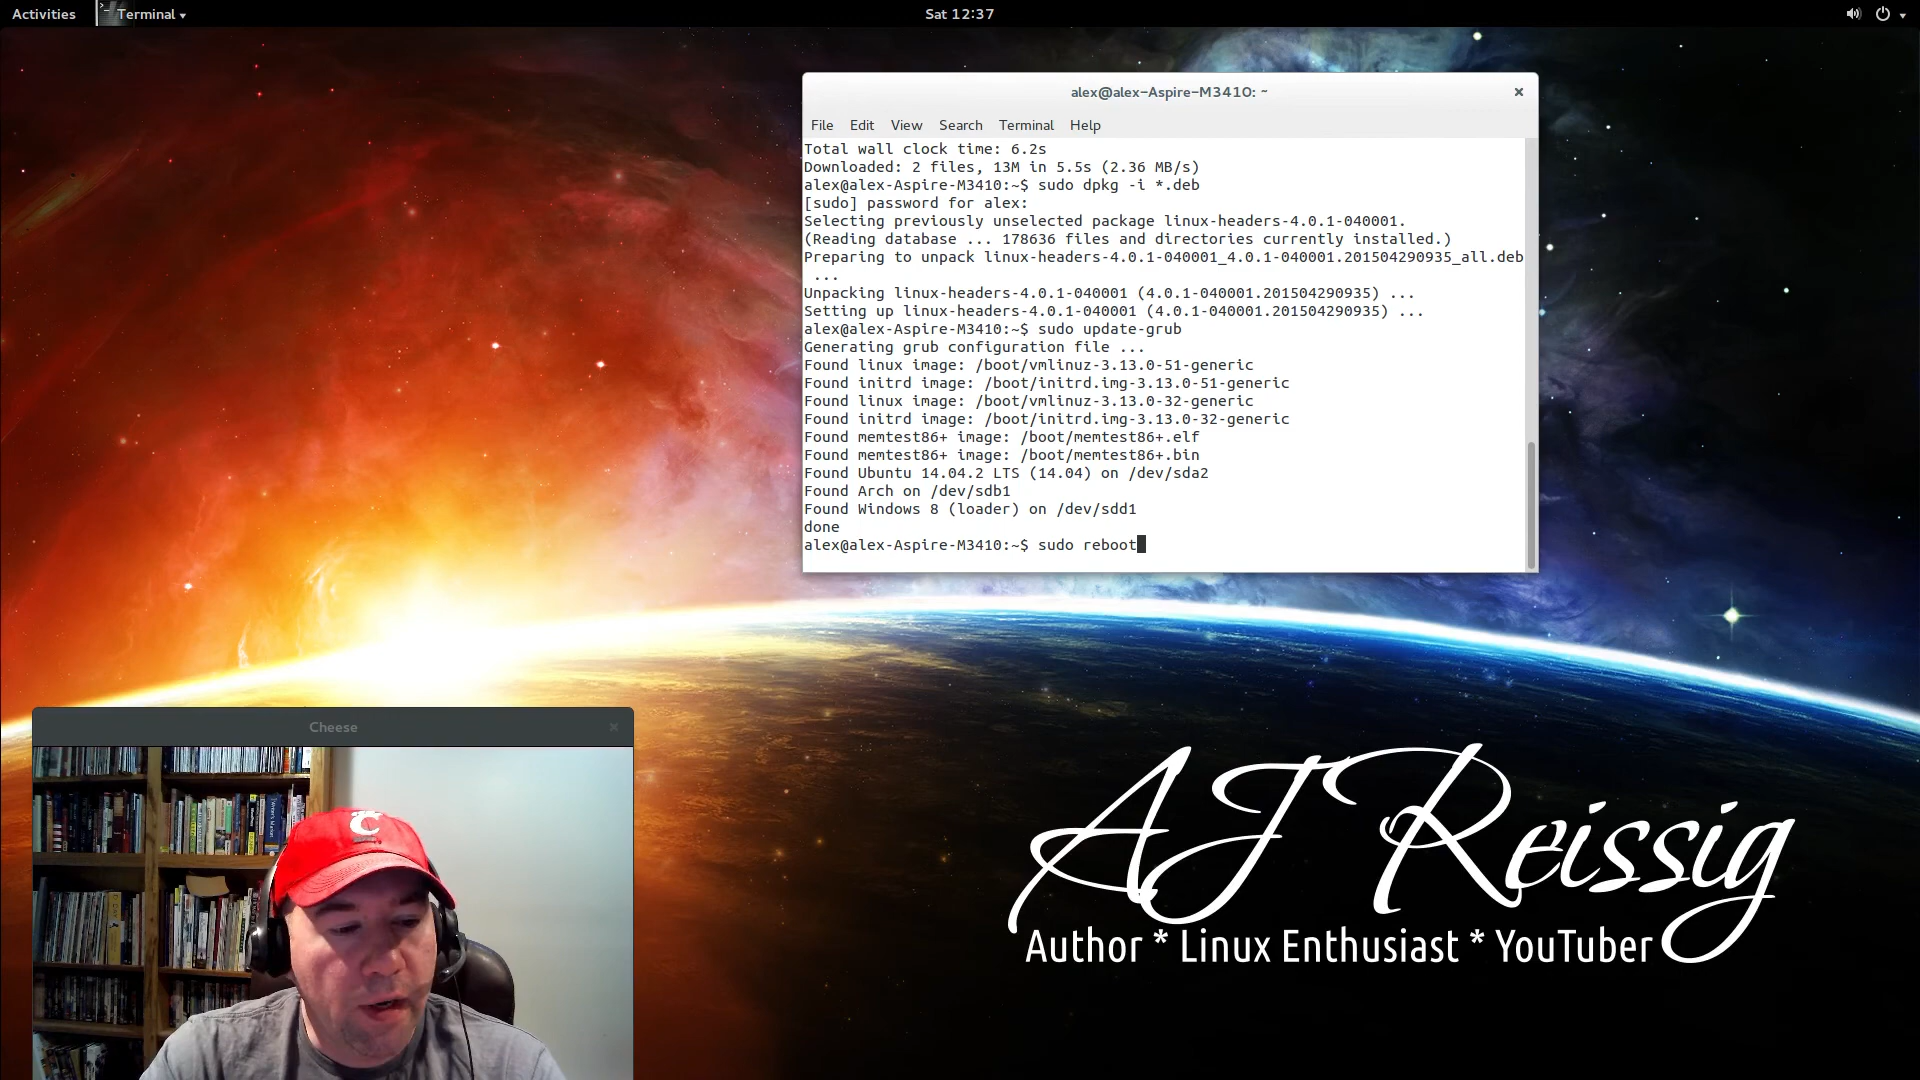 Activities
Terminal
Sat 12:37
alex@alex-Aspire-M3410: ~
File Edit View Search Terminal Help
Total wall clock time: 6.2s
Downloaded: 2 files, 13M in 5.5s (2.36 MB/s)
alex@alex-Aspire-M3410:~$ sudo dpkg -i *.deb
[sudo] password for alex:
Selecting previously unselected package linux-headers-4.0.1-040001.
(Reading database ... 178636 files and directories currently installed.)
Preparing to unpack linux-headers-4.0.1-040001_4.0.1-040001.201504290935_all.deb
...
Unpacking linux-headers-4.0.1-040001 (4.0.1-040001.201504290935) ...
Setting up linux-headers-4.0.1-040001 (4.0.1-040001.201504290935) ...
alex@alex-Aspire-M3410:~$ sudo update-grub
Generating grub configuration file ...
Found linux image: /boot/vmlinuz-3.13.0-51-generic
Found initrd image: /boot/initrd.img-3.13.0-51-generic
Found linux image: /boot/vmlinuz-3.13.0-32-generic
Found initrd image: /boot/initrd.img-3.13.0-32-generic
Found memtest86+ image: /boot/memtest86+.elf
Found memtest86+ image: /boot/memtest86+.bin
Found Ubuntu 14.04.2 LTS (14.04) on /dev/sda2
Found Arch on /dev/sdb1
Found Windows 8 (loader) on /dev/sdd1
done
alex@alex-Aspire-M3410:~$ sudo reboot
Cheese
C
AJ Reissig
Author * Linux Enthusiast * YouTuber